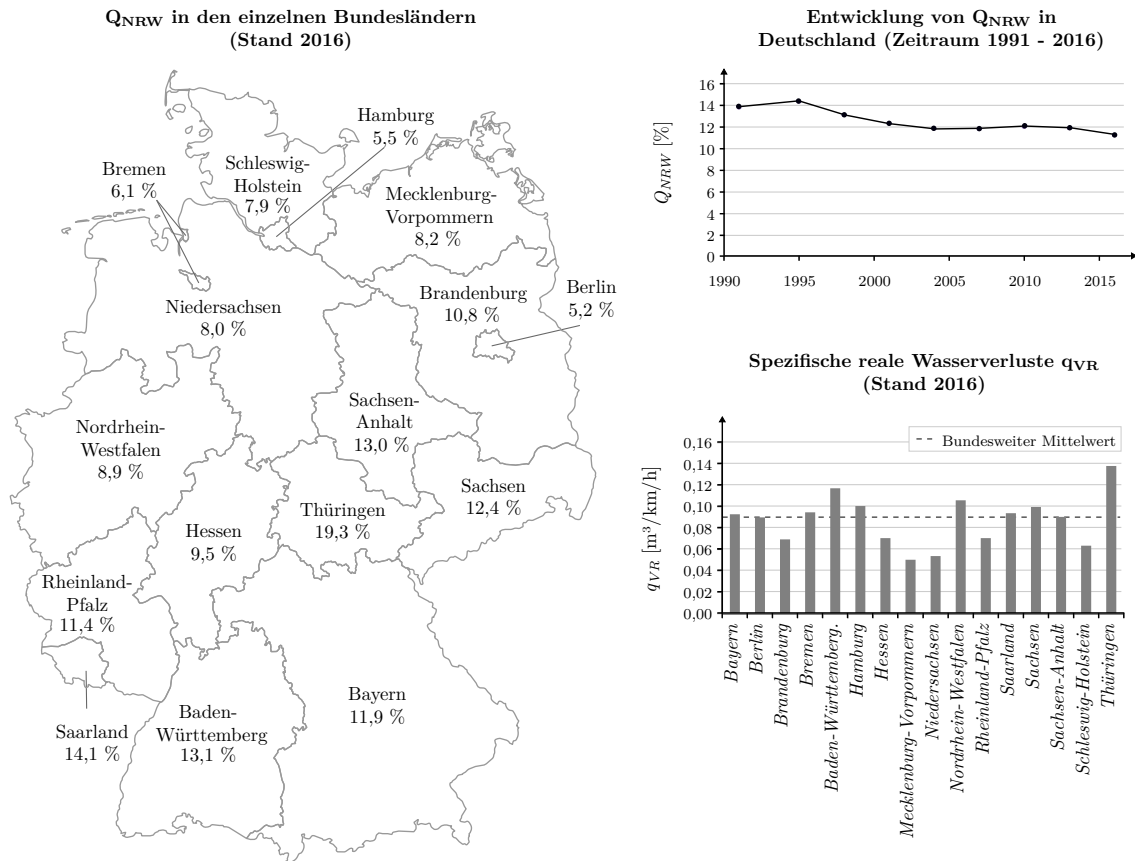 Q_NRW in den einzelnen Bundesländern
(Stand 2016)
Hamburg
5,5 %
Schleswig-
Holstein
7,9 %
Bremen
6,1 %
Mecklenburg-
Vorpommern
8,2 %
Niedersachsen
8,0 %
Brandenburg
10,8 %
Berlin
5,2 %
Nordrhein-
Westfalen
8,9 %
Sachsen-
Anhalt
13,0 %
Sachsen
12,4 %
Thüringen
19,3 %
Hessen
9,5 %
Rheinland-
Pfalz
11,4 %
Saarland
14,1 %
Baden-
Württemberg
13,1 %
Bayern
11,9 %
Entwicklung von Q_NRW in
Deutschland (Zeitraum 1991 - 2016)
Q_NRW [%]
16
14
12
10
8
6
4
2
0
1990 1995 2000 2005 2010 2015
Spezifische reale Wasserverluste q_VR
(Stand 2016)
Bundesweiter Mittelwert
q_VR [m³/km/h]
0,16
0,14
0,12
0,10
0,08
0,06
0,04
0,02
0,00
Bayern
Berlin
Brandenburg
Bremen
Baden-Württemberg.
Hamburg
Hessen
Mecklenburg-Vorpommern
Niedersachsen
Nordrhein-Westfalen
Rheinland-Pfalz
Saarland
Sachsen
Sachsen-Anhalt
Schleswig-Holstein
Thüringen